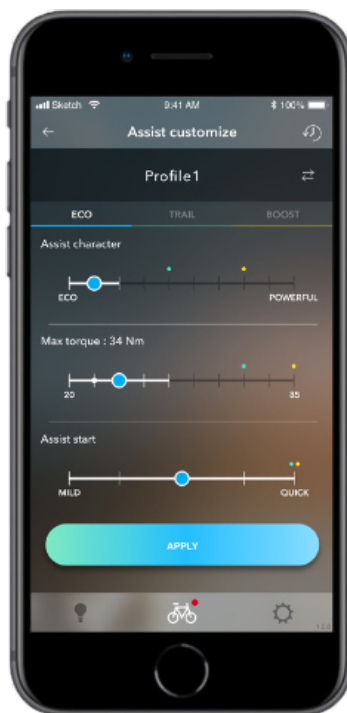 Sketch 9:41 AM 100%
Assist customize
Profile1
ECO TRAIL BOOST
Assist character
ECO POWERFUL
Max torque : 34 Nm
20 85
Assist start
MILD QUICK
APPLY